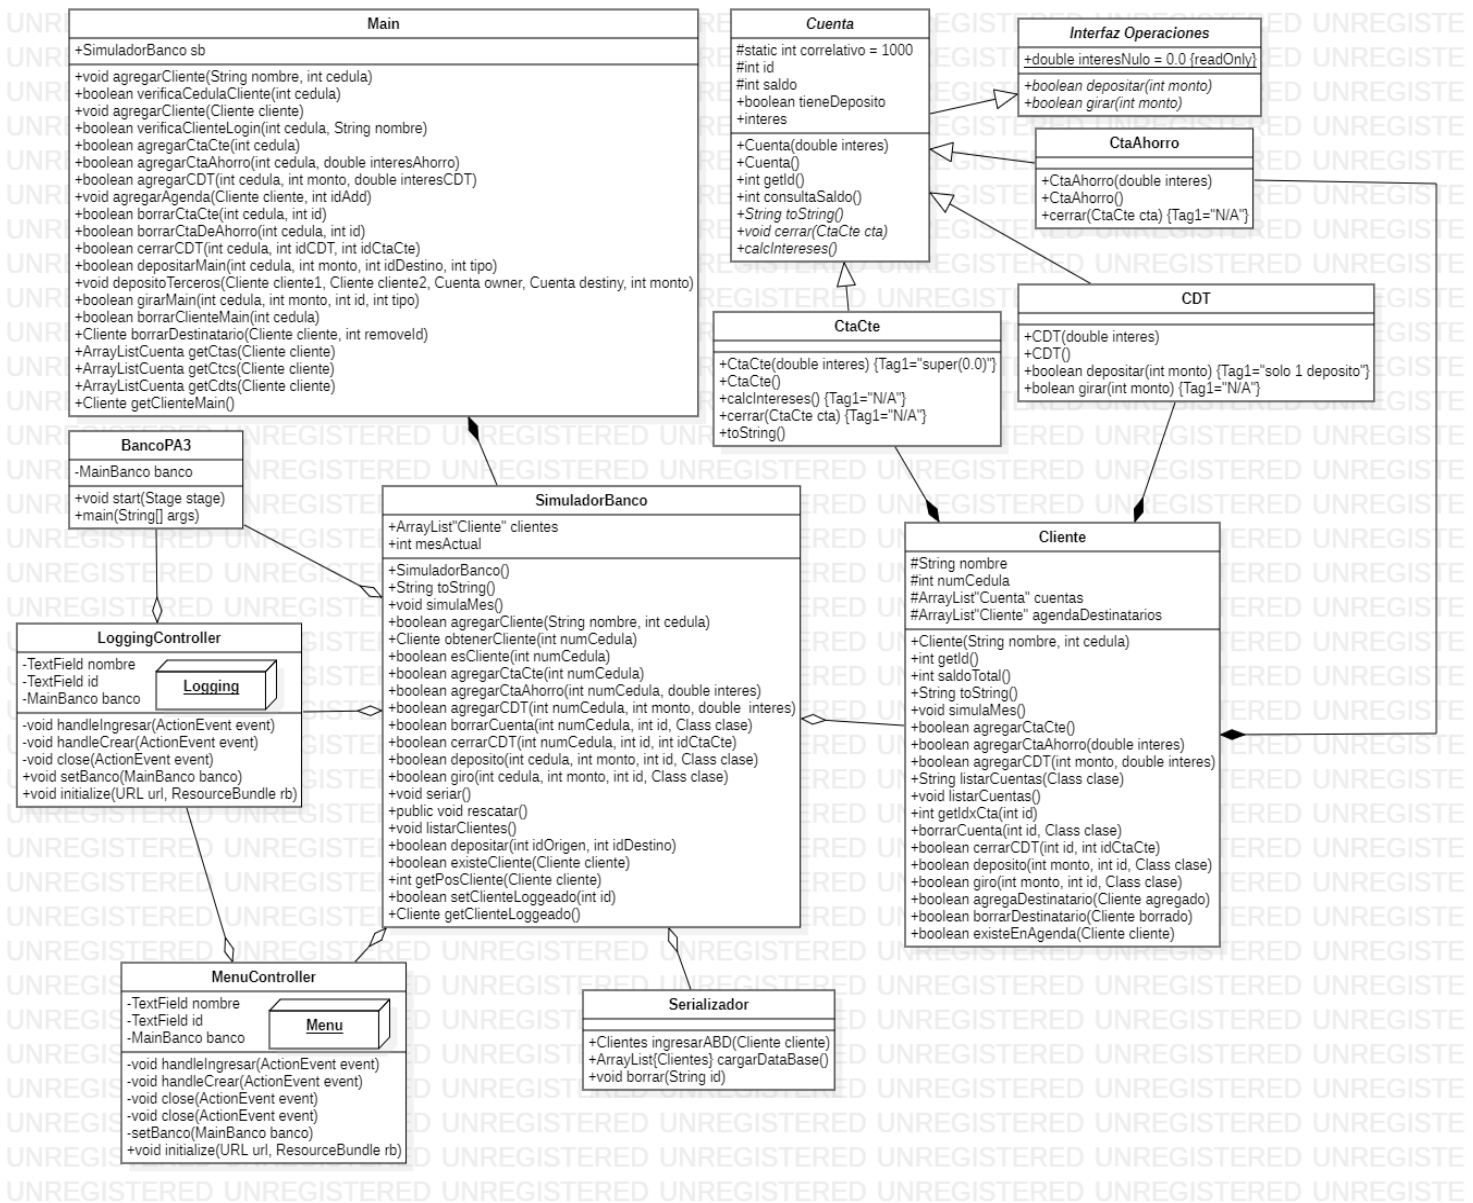 Main
+SimuladorBanco sb
+void agregarCliente(String nombre, int cedula)
+boolean verificaCedulaCliente(int cedula)
+void agregarCliente(Cliente cliente)
+boolean verificaClienteLogin(int cedula, String nombre)
+boolean agregarCtaCte(int cedula)
+boolean agregarCtaAhorro(int cedula, double interesAhorro)
+boolean agregarCDT(int cedula, int monto, double interesCDT)
+void agregarAgenda(Cliente cliente, int idAdd)
+boolean borrarCtaCte(int cedula, int id)
+boolean borrarCtaDeAhorro(int cedula, int id)
+boolean cerrarCDT(int cedula, int idCDT, int idCtaCte)
+boolean depositarMain(int cedula, int monto, int idDestino, int tipo)
+void depositoTerceros(Cliente cliente1, Cliente cliente2, Cuenta owner, Cuenta destiny, int monto)
+boolean girarMain(int cedula, int monto, int id, int tipo)
+boolean borrarClienteMain(int cedula)
+Cliente borrarDestinatario(Cliente cliente, int removeId)
+ArrayListCuenta getCtas(Cliente cliente)
+ArrayListCuenta getCtcs(Cliente cliente)
+ArrayListCuenta getCdts(Cliente cliente)
+Cliente getClienteMain()
Cuenta
#static int correlativo = 1000
#int id
#int saldo
+boolean tieneDeposito
+interes
+Cuenta(double interes)
+Cuenta()
+int getId()
+int consultaSaldo()
+String toString()
+void cerrar(CtaCte cta)
+calcIntereses()
Interfaz Operaciones
+double interesNulo = 0.0 {readOnly}
+boolean depositar(int monto)
+boolean girar(int monto)
CtaAhorro
+CtaAhorro(double interes)
+CtaAhorro()
+cerrar(CtaCte cta) {Tag1="N/A"}
CDT
+CDT(double interes)
+CDT()
+boolean depositar(int monto) {Tag1="solo 1 deposito"}
+bolean girar(int monto) {Tag1="N/A"}
CtaCte
+CtaCte(double interes) {Tag1="super(0.0)"}
+CtaCte()
+calcIntereses() {Tag1="N/A"}
+cerrar(CtaCte cta) {Tag1="N/A"}
+toString()
BancoPA3
-MainBanco banco
+void start(Stage stage)
+main(String[] args)
SimuladorBanco
+ArrayList"Cliente" clientes
+int mesActual
+SimuladorBanco()
+String toString()
+void simulaMes()
+boolean agregarCliente(String nombre, int cedula)
+Cliente obtenerCliente(int numCedula)
+boolean esCliente(int numCedula)
+boolean agregarCtaCte(int numCedula)
+boolean agregarCtaAhorro(int numCedula, double interes)
+boolean agregarCDT(int numCedula, int monto, double  interes)
+boolean borrarCuenta(int numCedula, int id, Class clase)
+boolean cerrarCDT(int numCedula, int id, int idCtaCte)
+boolean deposito(int cedula, int monto, int id, Class clase)
+boolean giro(int cedula, int monto, int id, Class clase)
+void seriar()
+public void rescatar()
+void listarClientes()
+boolean depositar(int idOrigen, int idDestino)
+boolean existeCliente(Cliente cliente)
+int getPosCliente(Cliente cliente)
+boolean setClienteLoggeado(int id)
+Cliente getClienteLoggeado()
Cliente
#String nombre
#int numCedula
#ArrayList"Cuenta" cuentas
#ArrayList"Cliente" agendaDestinatarios
+Cliente(String nombre, int cedula)
+int getId()
+int saldoTotal()
+String toString()
+void simulaMes()
+boolean agregarCtaCte()
+boolean agregarCtaAhorro(double interes)
+boolean agregarCDT(int monto, double interes)
+String listarCuentas(Class clase)
+void listarCuentas()
+int getIdxCta(int id)
+borrarCuenta(int id, Class clase)
+boolean cerrarCDT(int id, int idCtaCte)
+boolean deposito(int monto, int id, Class clase)
+boolean giro(int monto, int id, Class clase)
+boolean agregaDestinatario(Cliente agregado)
+boolean borrarDestinatario(Cliente borrado)
+boolean existeEnAgenda(Cliente cliente)
LoggingController
-TextField nombre
-TextField id
-MainBanco banco
Logging
-void handleIngresar(ActionEvent event)
-void handleCrear(ActionEvent event)
-void close(ActionEvent event)
+void setBanco(MainBanco banco)
+void initialize(URL url, ResourceBundle rb)
MenuController
-TextField nombre
-TextField id
-MainBanco banco
Menu
-void handleIngresar(ActionEvent event)
-void handleCrear(ActionEvent event)
-void close(ActionEvent event)
-void close(ActionEvent event)
-setBanco(MainBanco banco)
+void initialize(URL url, ResourceBundle rb)
Serializador
+Clientes ingresarABD(Cliente cliente)
+ArrayList{Clientes} cargarDataBase()
+void borrar(String id)